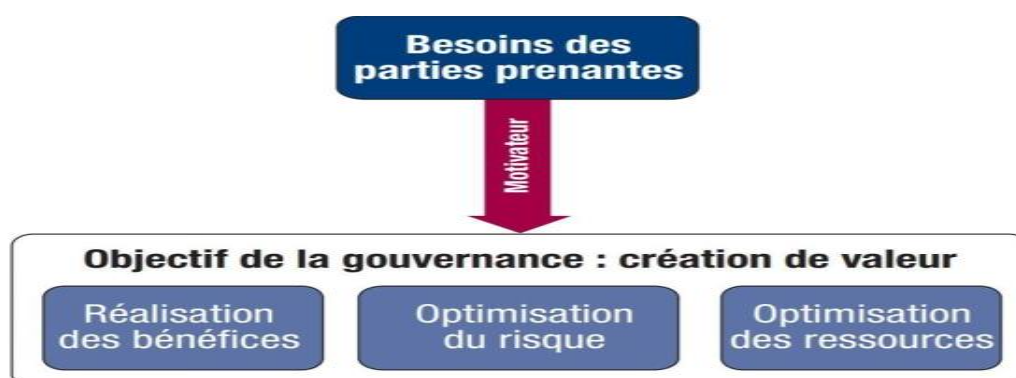 Besoins des
parties prenantes
Motivateur
Objectif de la gouvernance : création de valeur
Réalisation
des bénéfices
Optimisation
du risque
Optimisation
des ressources